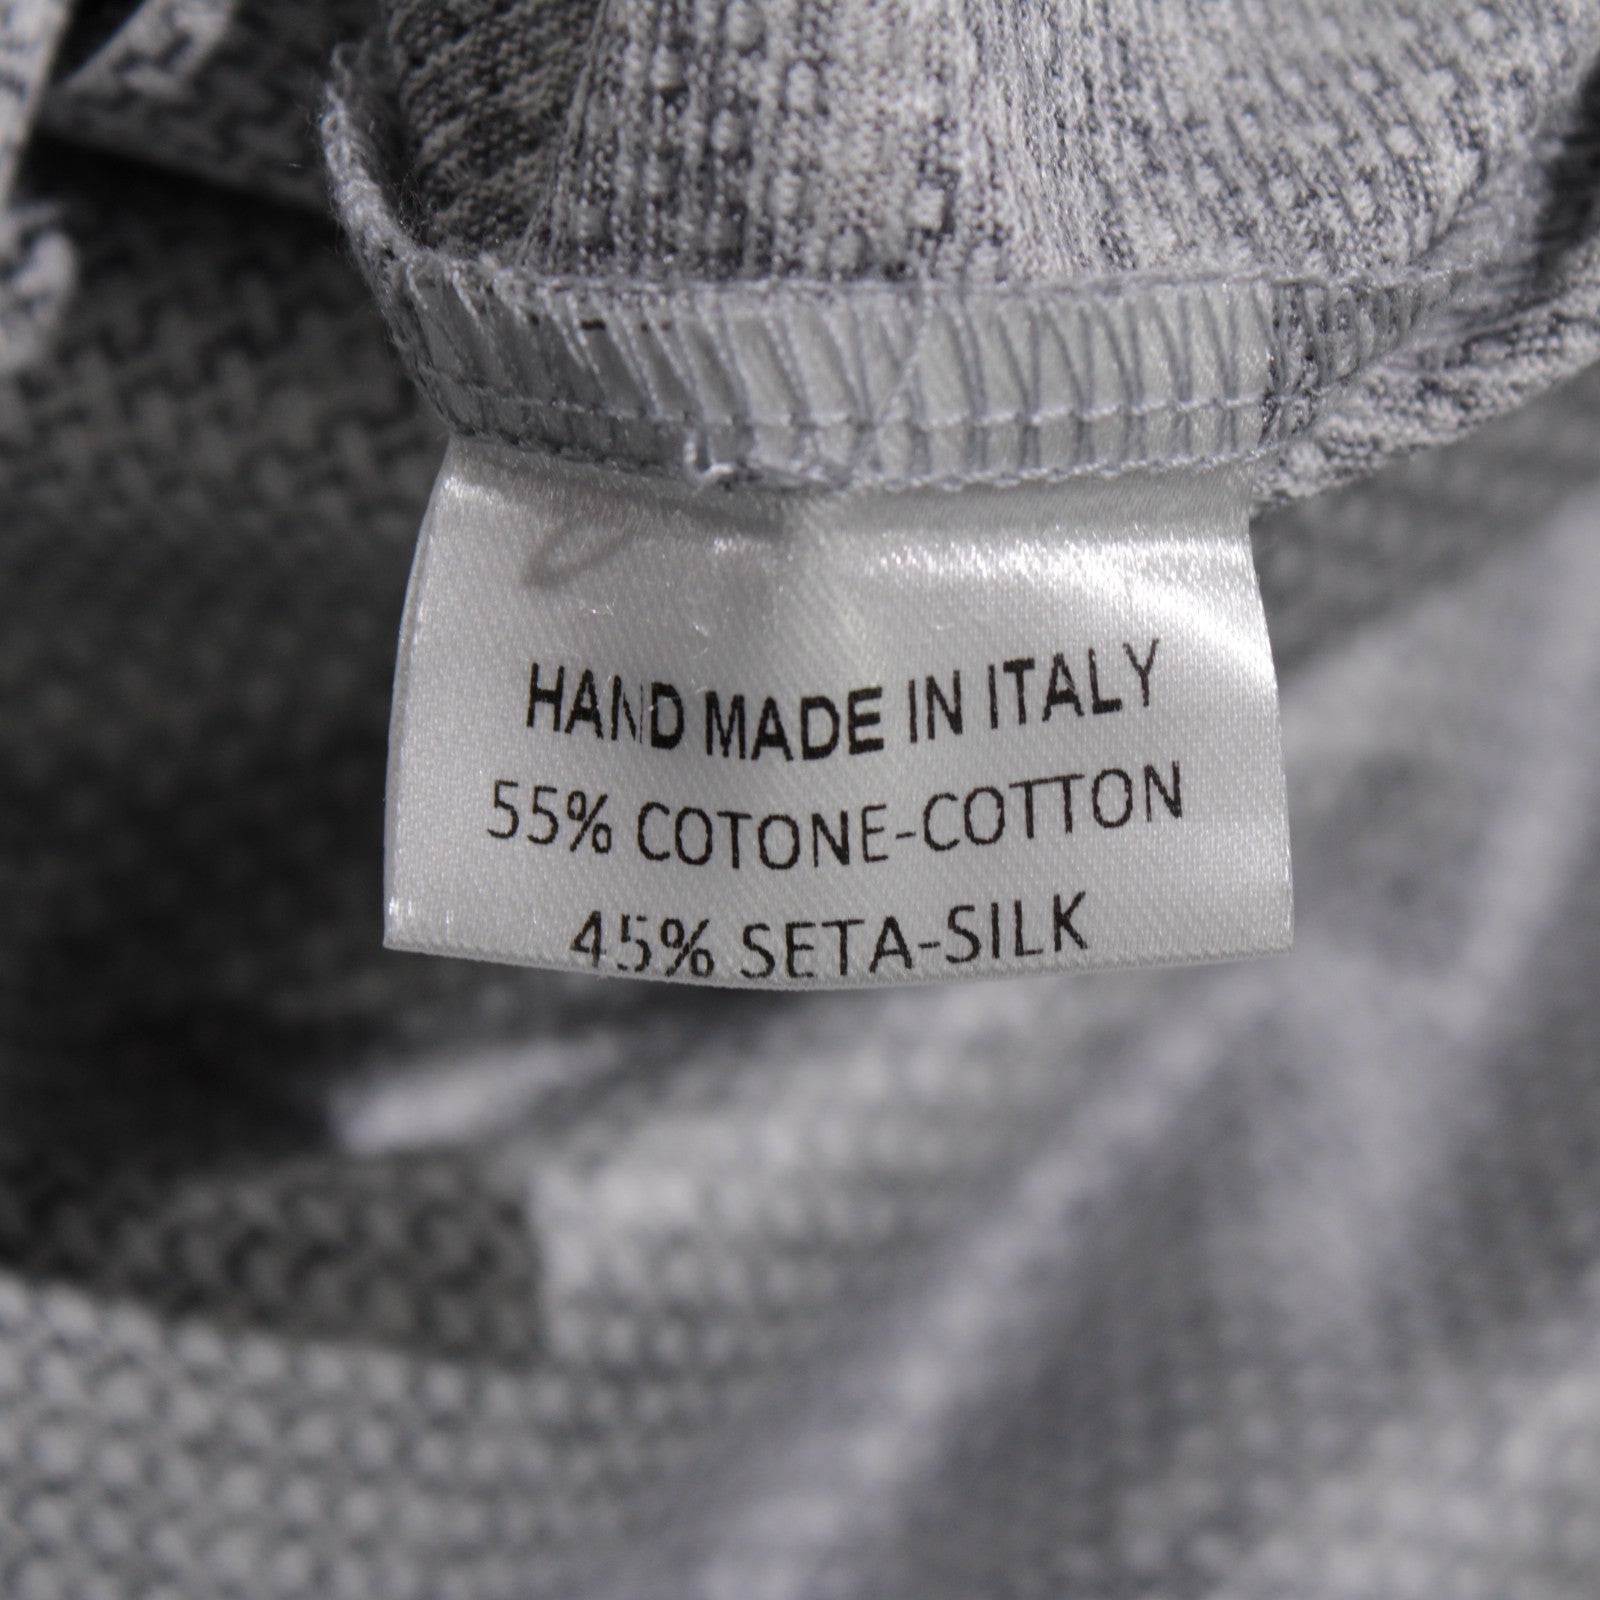 HAND MADE IN ITALY
55% COTONE-COTTON
45% SETA-SILK